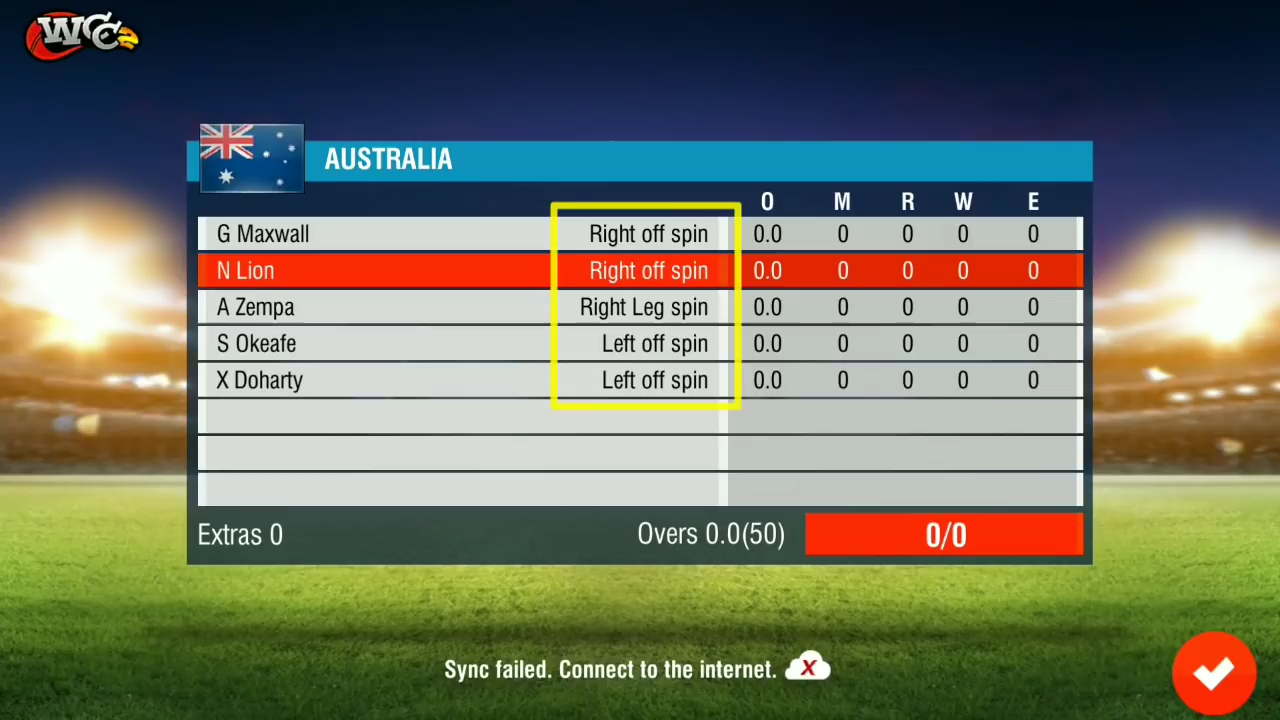 WCC
AUSTRALIA
O M R W E
G Maxwall Right off spin 0.0 0 0 0 0
N Lion Right off spin 0.0 0 0 0 0
A Zempa Right Leg spin 0.0 0 0 0 0
S Okeafe Left off spin 0.0 0 0 0 0
X Doharty Left off spin 0.0 0 0 0 0
Extras 0 Overs 0.0(50) 0/0
Sync failed. Connect to the internet. X